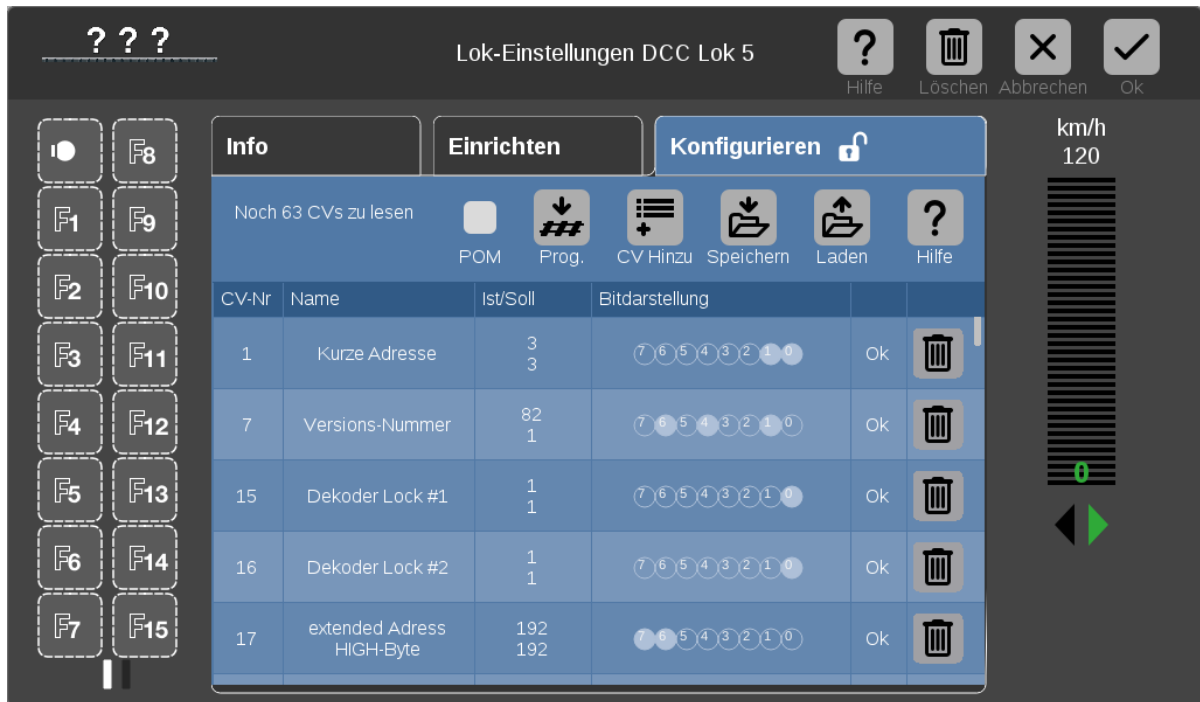 ? ? ?
Lok-Einstellungen DCC Lok 5
?
Hilfe
Löschen
Abbrechen
Ok
F8
F1
F9
F2
F10
F3
F11
F4
F12
F5
F13
F6
F14
F7
F15
Info
Einrichten
Konfigurieren
km/h
120
0
Noch 63 CVs zu lesen
POM
Prog.
CV Hinzu
Speichern
Laden
?
Hilfe
CV-Nr
Name
Ist/Soll
Bitdarstellung
1
Kurze Adresse
3
3
7 6 5 4 3 2 1 0
Ok
7
Versions-Nummer
82
1
7 6 5 4 3 2 1 0
Ok
15
Dekoder Lock #1
1
1
7 6 5 4 3 2 1 0
Ok
16
Dekoder Lock #2
1
1
7 6 5 4 3 2 1 0
Ok
17
extended Adress
HIGH-Byte
192
192
7 6 5 4 3 2 1 0
Ok